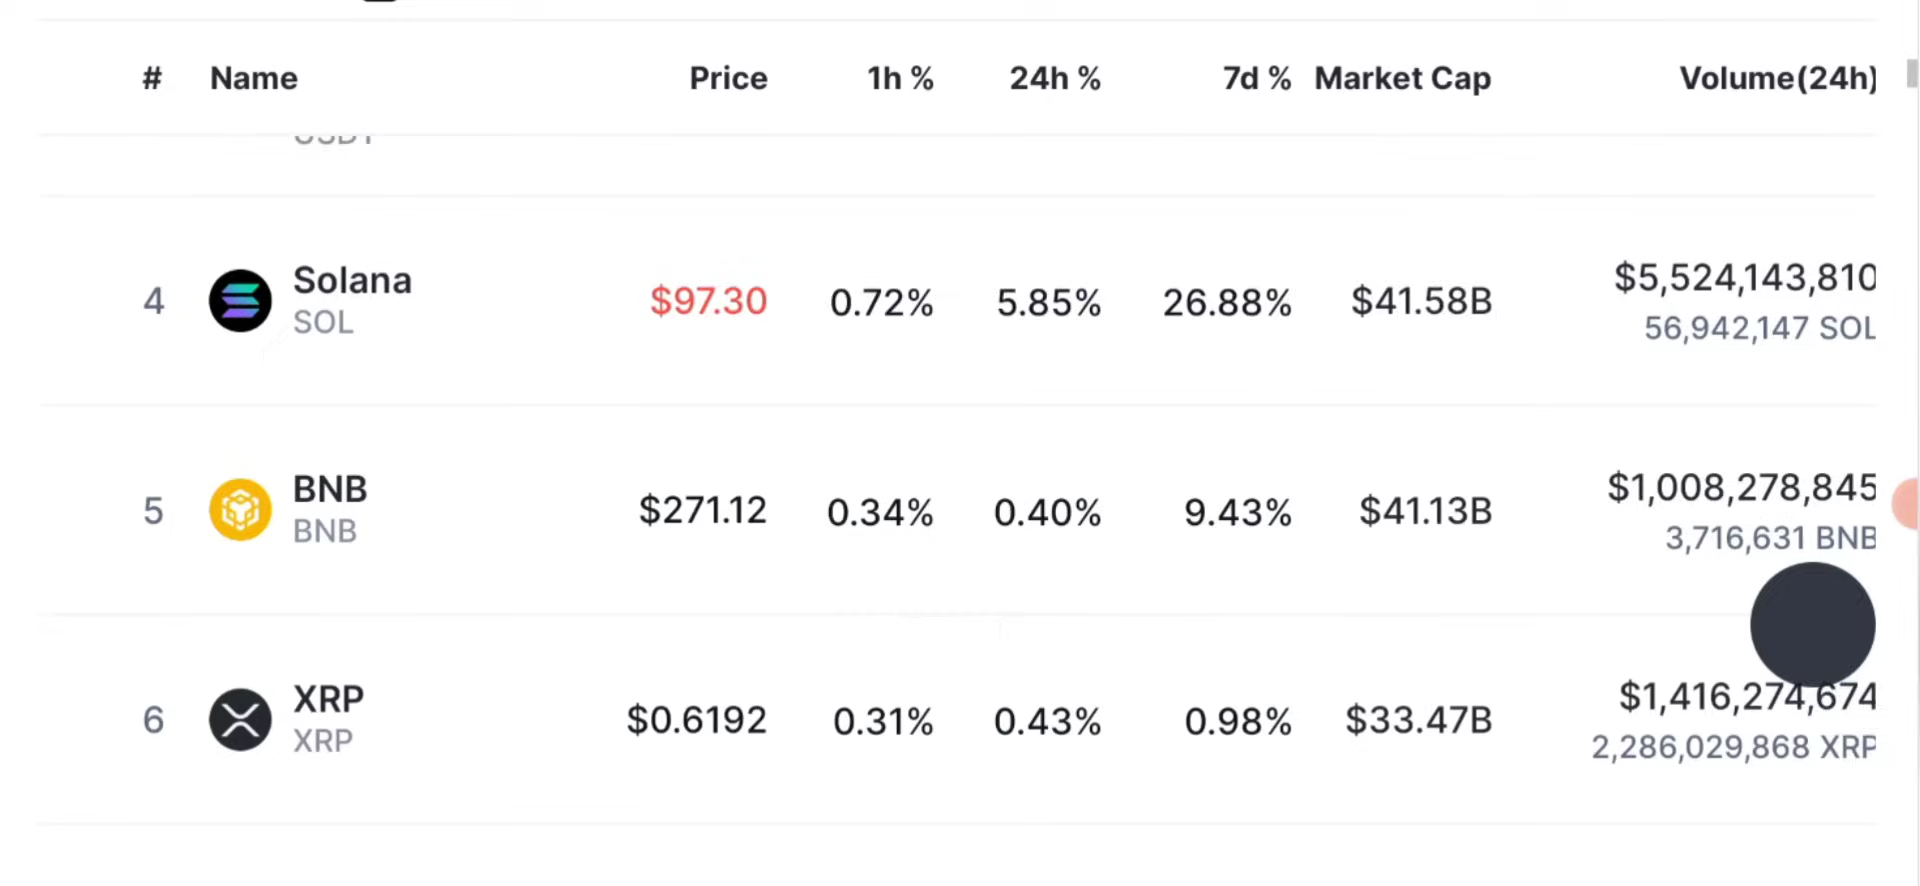 # Name Price 1h % 24h % 7d % Market Cap Volume(24h)
USDT
4 Solana $97.30 0.72% 5.85% 26.88% $41.58B $5,524,143,810
SOL 56,942,147 SOL
5 BNB $271.12 0.34% 0.40% 9.43% $41.13B $1,008,278,845
BNB 3,716,631 BNB
6 XRP $0.6192 0.31% 0.43% 0.98% $33.47B $1,416,274,674
XRP 2,286,029,868 XRP